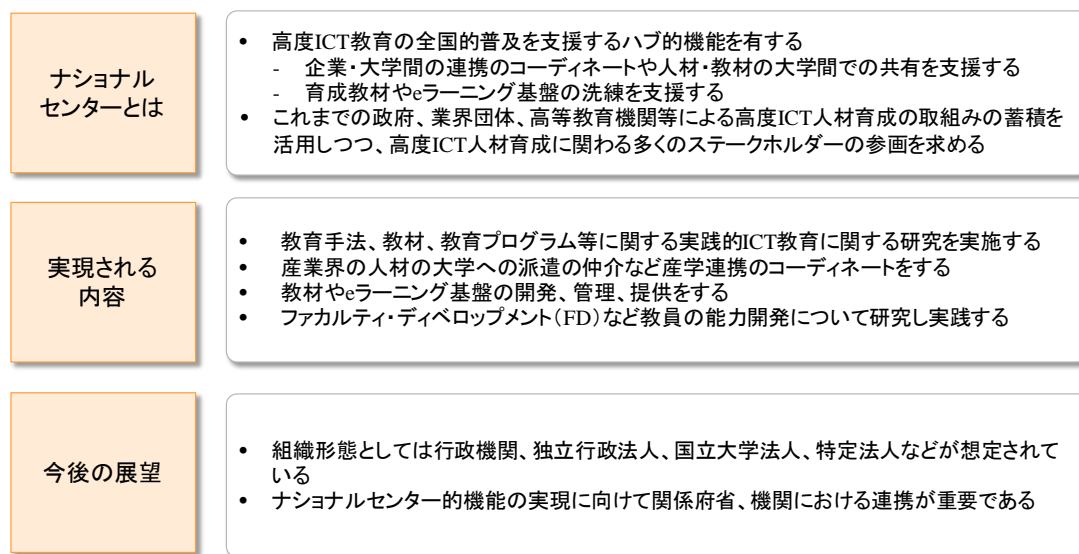 ナショナル
センターとは
• 高度ICT教育の全国的普及を支援するハブ的機能を有する
- 企業・大学間の連携のコーディネートや人材・教材の大学間での共有を支援する
- 育成教材やeラーニング基盤の洗練を支援する
• これまでの政府、業界団体、高等教育機関等による高度ICT人材育成の取組みの蓄積を
活用しつつ、高度ICT人材育成に関わる多くのステークホルダーの参画を求める
実現される
内容
• 教育手法、教材、教育プログラム等に関する実践的ICT教育に関する研究を実施する
• 産業界の人材の大学への派遣の仲介など産学連携のコーディネートをする
• 教材やeラーニング基盤の開発、管理、提供をする
• ファカルティ・ディベロップメント(FD)など教員の能力開発について研究し実践する
今後の展望
• 組織形態としては行政機関、独立行政法人、国立大学法人、特定法人などが想定されて
いる
• ナショナルセンター的機能の実現に向けて関係府省、機関における連携が重要である